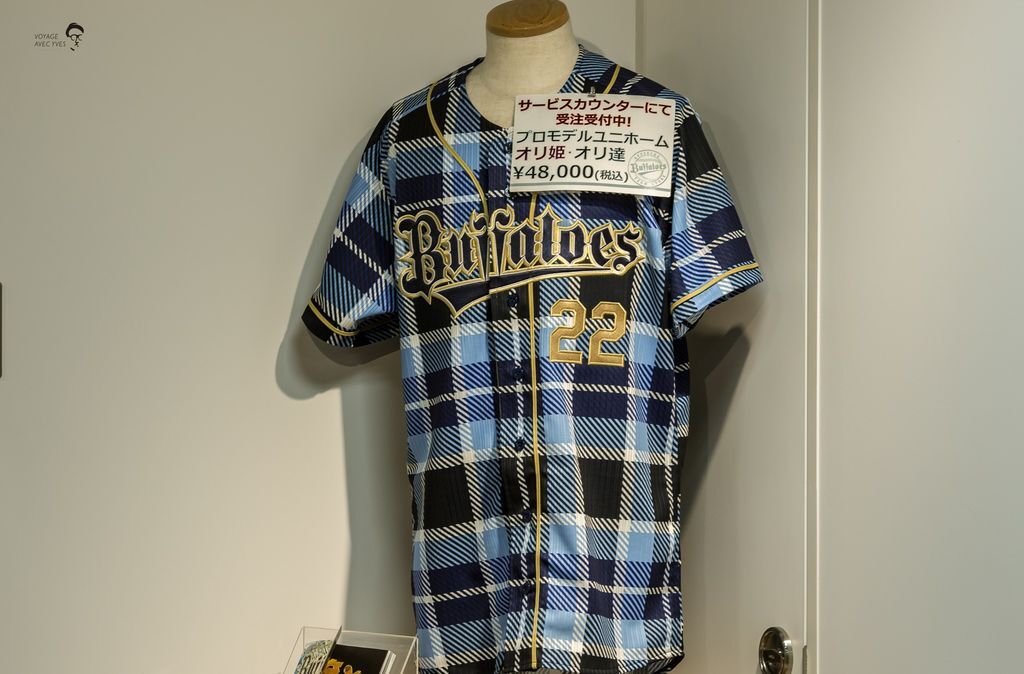 VOYAGE
AVEC YVES
サービスカウンターにて
受注受付中!
プロモデルユニホーム
オリ姫・オリ達
¥48,000(税込)
Buffaloes
Buffaloes
22